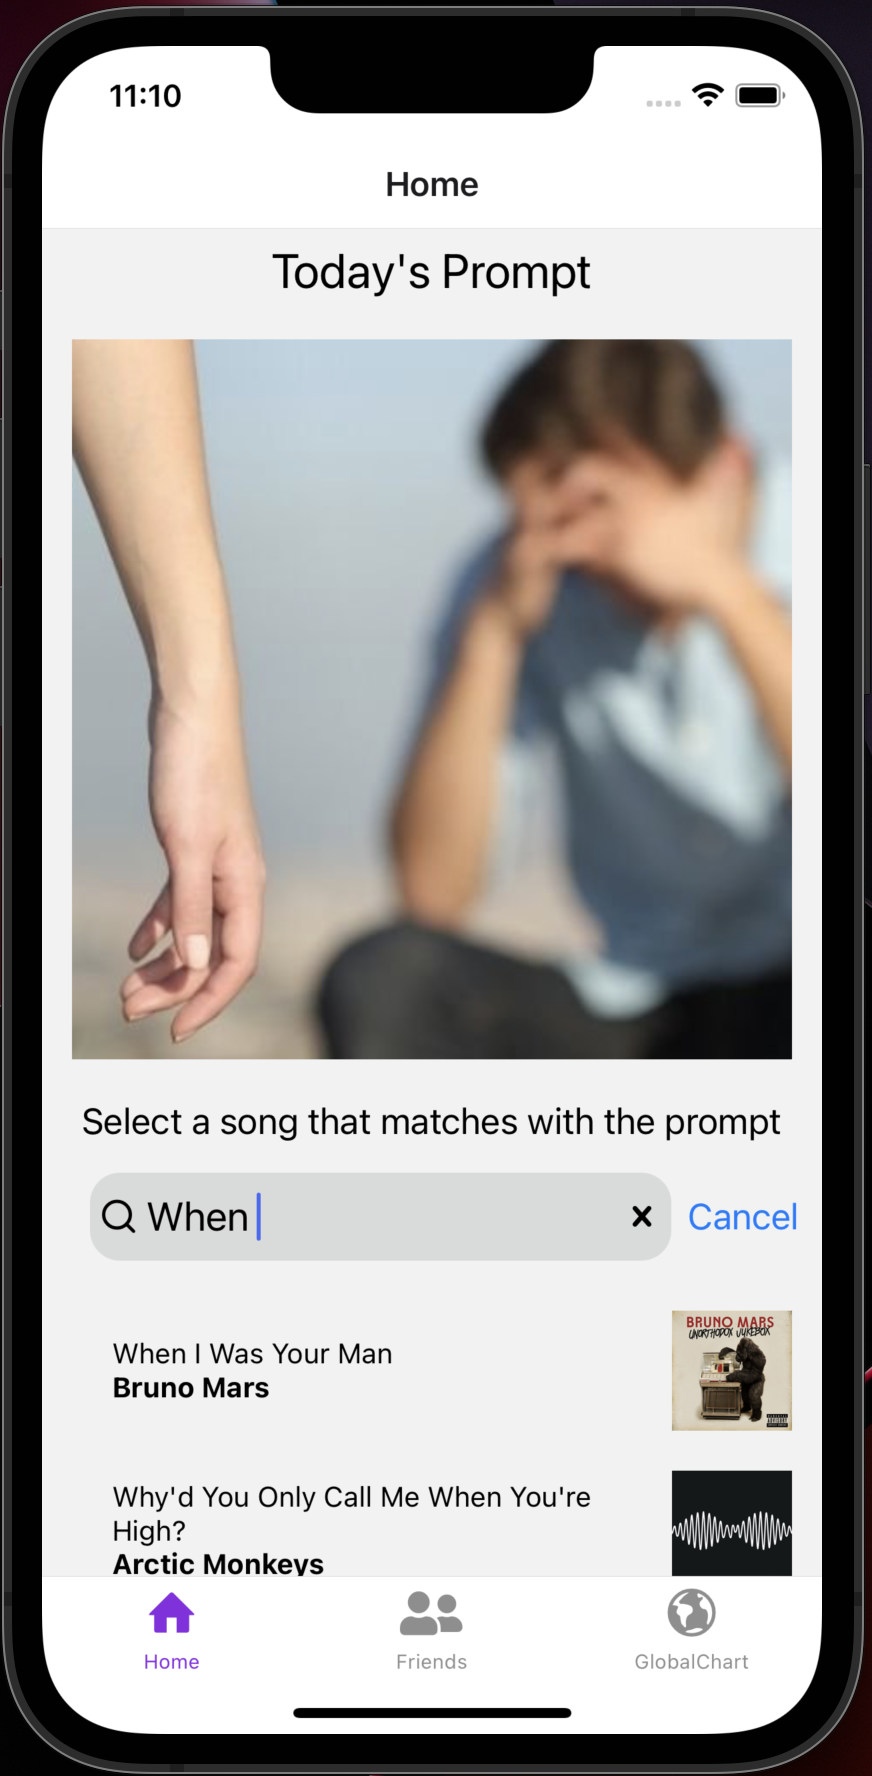 11:10
Home
Today's Prompt
Select a song that matches with the prompt
When
Cancel
When I Was Your Man
Bruno Mars
BRUNO MARS
UNORTHODOX JUKEBOX
Why'd You Only Call Me When You're
High?
Arctic Monkeys
Home
Friends
GlobalChart